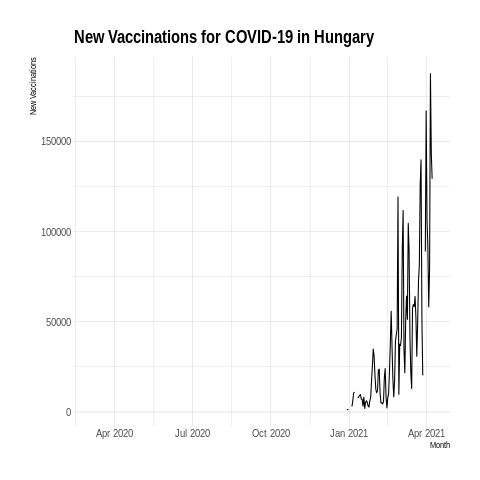 New Vaccinations for COVID-19 in Hungary
New Vaccinations
150000
100000
50000
0
Apr 2020 Jul 2020 Oct 2020 Jan 2021 Apr 2021
Month